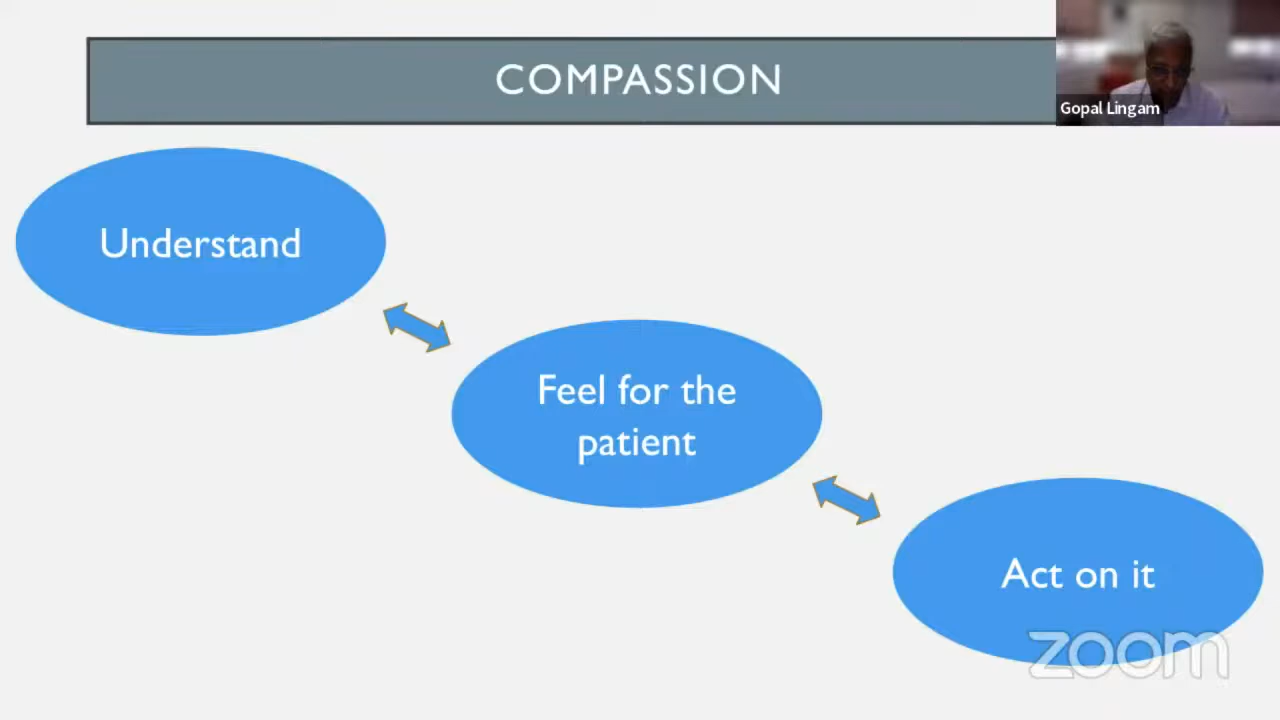 COMPASSION
Gopal Lingam
Understand
Feel for the
patient
Act on it
zoom